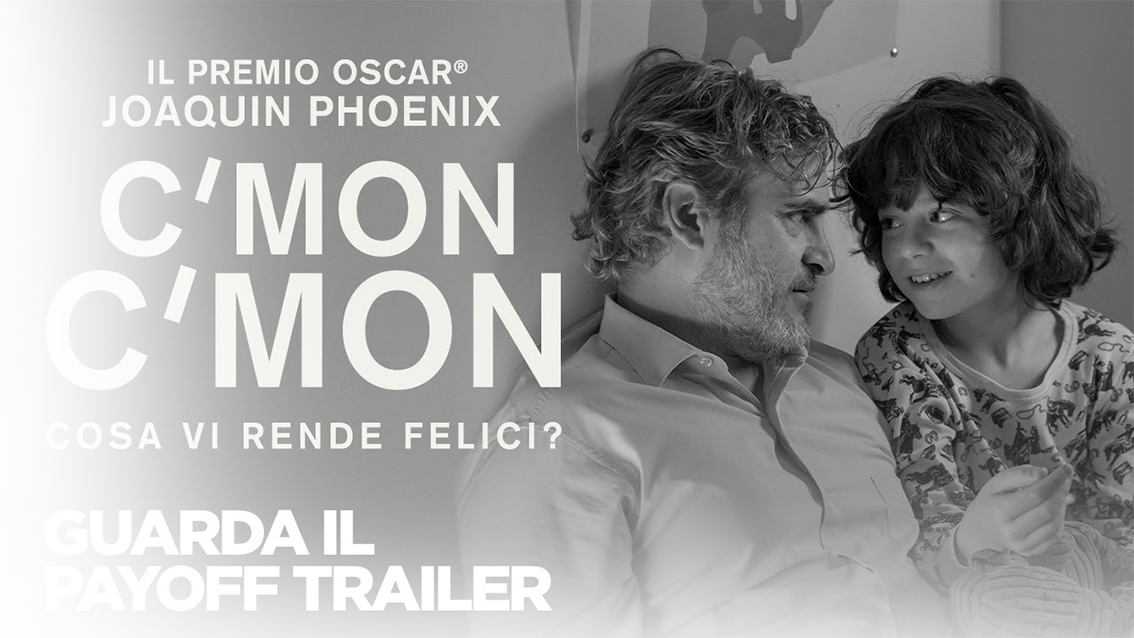 IL PREMIO OSCAR®
JOAQUIN PHOENIX
C'MON
C'MON
COSA VI RENDE FELICI?
GUARDA IL
PAYOFF TRAILER